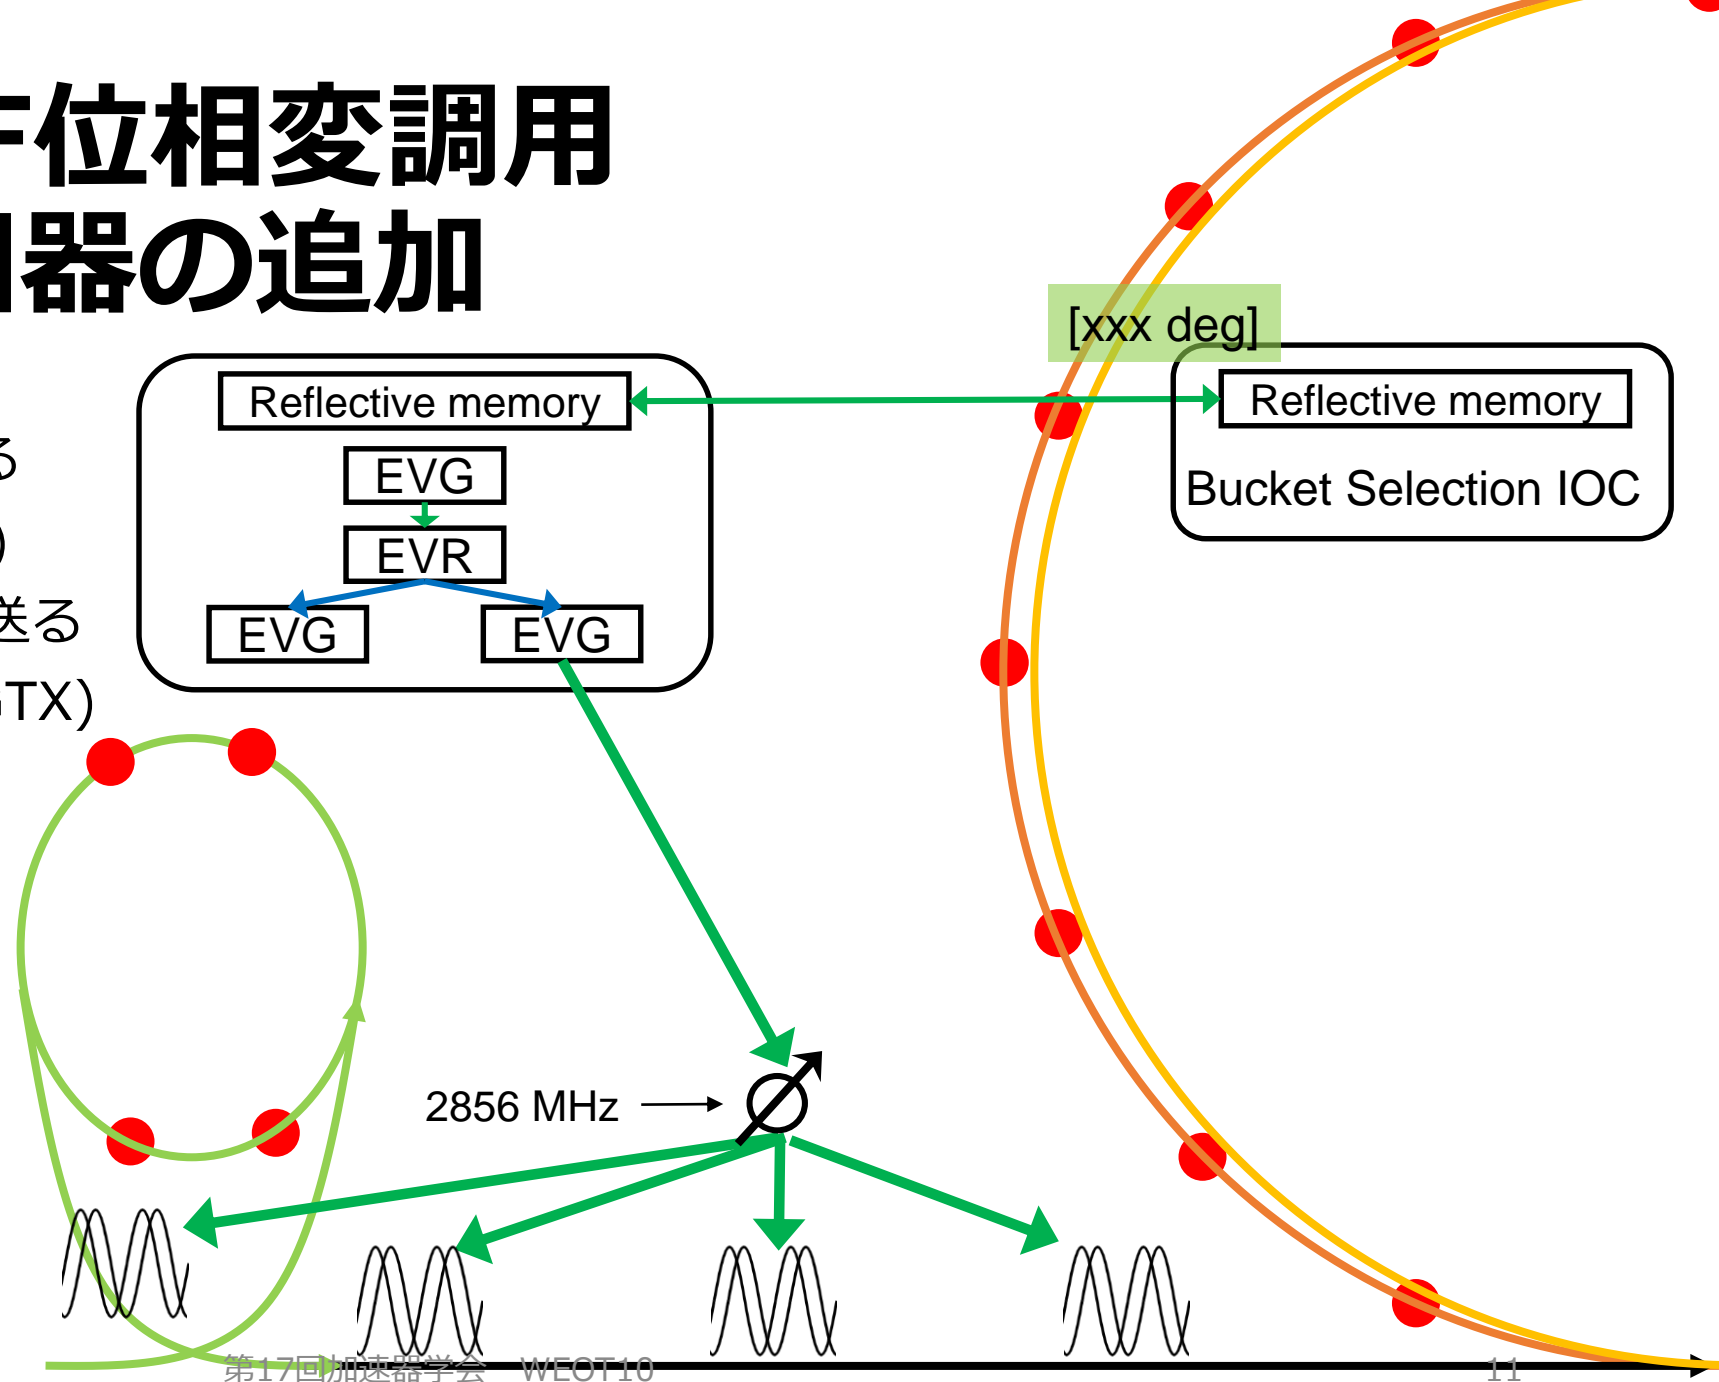 位相変調用
器の追加
[xxx deg]
Reflective memory
Reflective memory
る
EVG
Bucket Selection IOC
)
EVR
送る
EVG
EVG
TX)
2856 MHz
第17回加速器学会 WEOT10
11